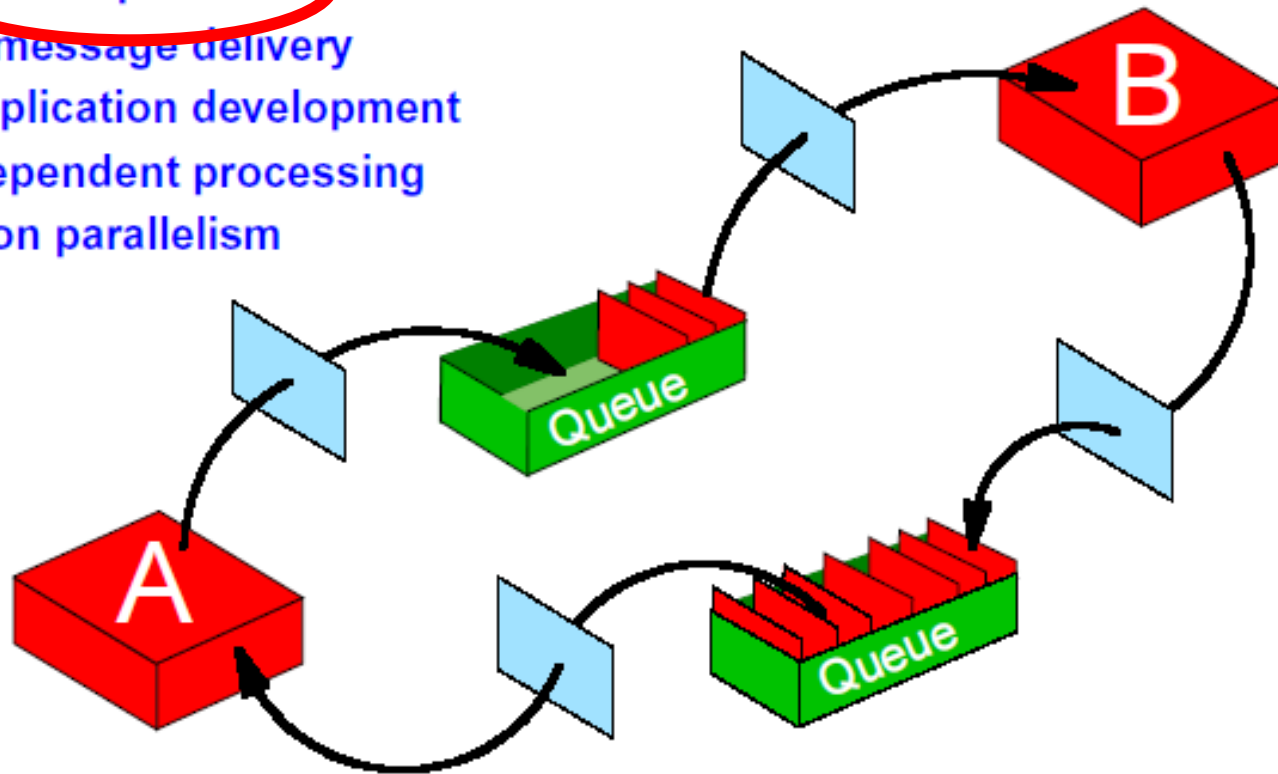 message delivery
plication development
ependent processing
on parallelism
B
Queue
A
Queue